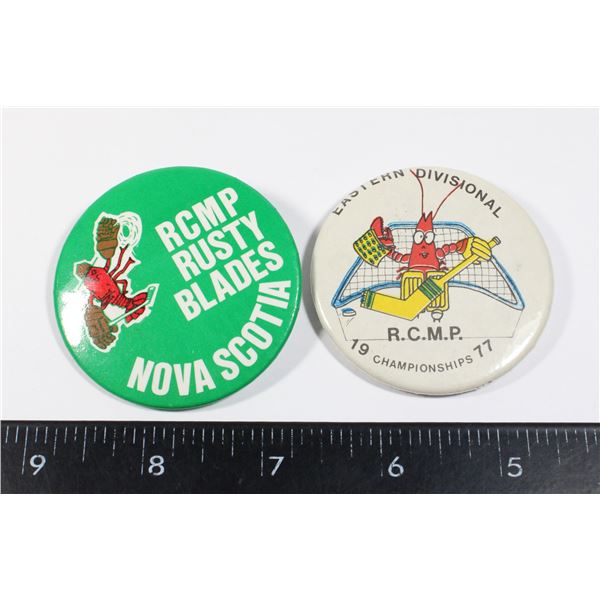 RCMP
RUSTY
BLADES
NOVA SCOTIA
EASTERN DIVISIONAL
R.C.M.P.
19 CHAMPIONSHIPS 77
9 8 7 6 5